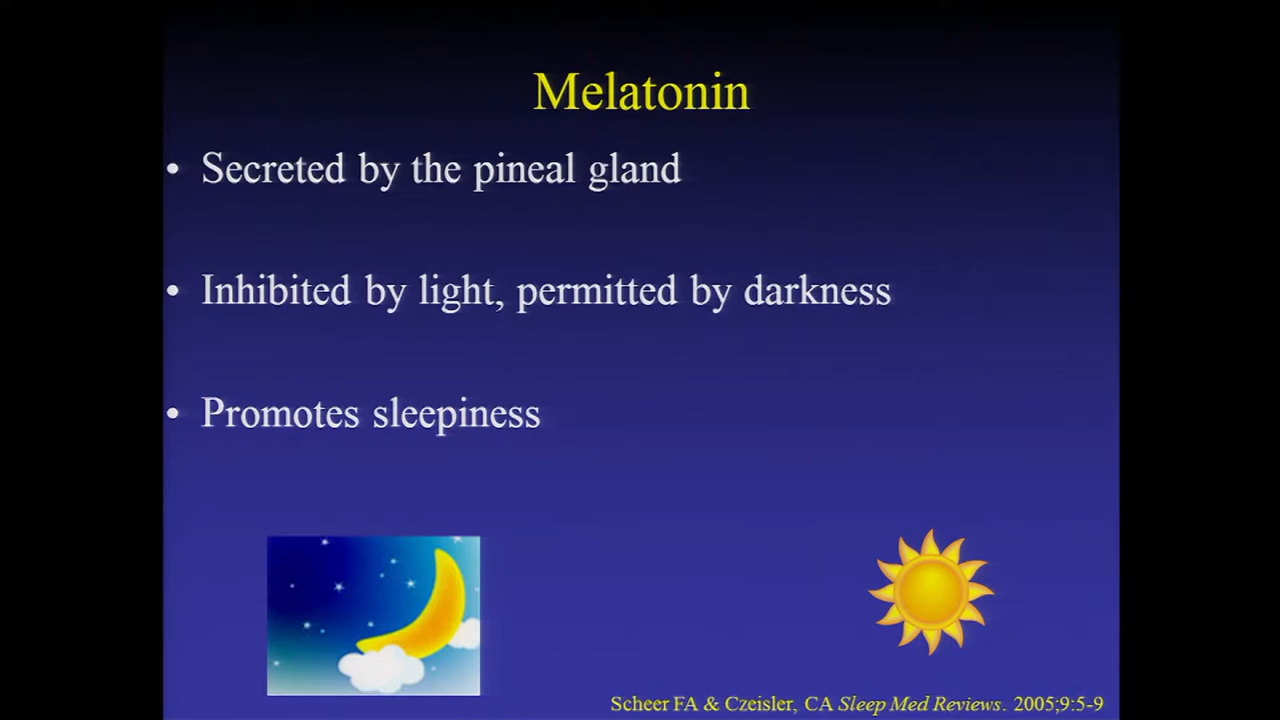 Melatonin
• Secreted by the pineal gland
• Inhibited by light, permitted by darkness
• Promotes sleepiness
Scheer FA & Czeisler, CA Sleep Med Reviews. 2005;9:5-9